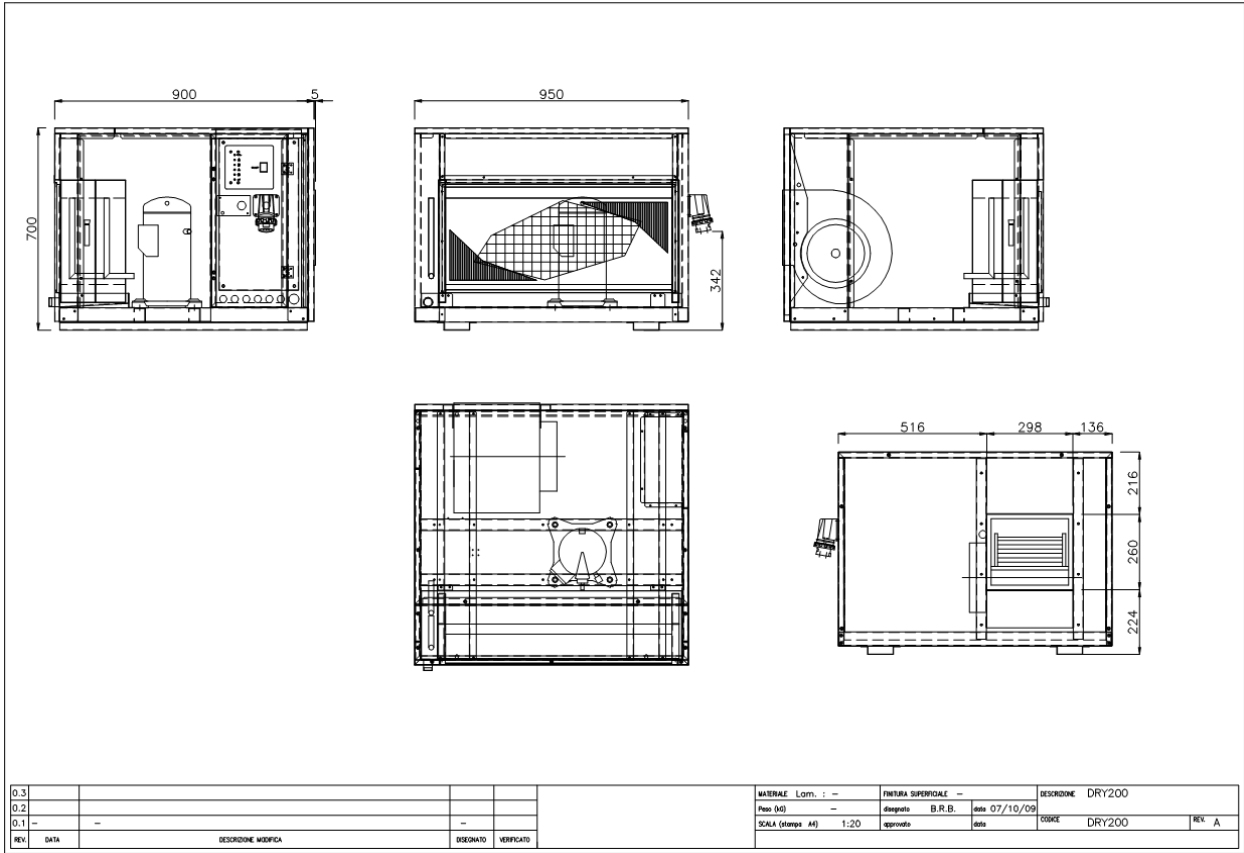 900 5
950
700
342
516 298 136
216
260
224
0.3
0.2
0.1 - - -
REV. DATA DESCRIZIONE MODIFICA DISEGNATO VERIFICATO
MATERIALE Lam. : - FINITURA SUPERFICIALE - DESCRIZIONE DRY200
Peso (kG) - disegnato B.R.B. data 07/10/09
SCALA (stampa A4) 1:20 approvato data CODICE DRY200 REV. A